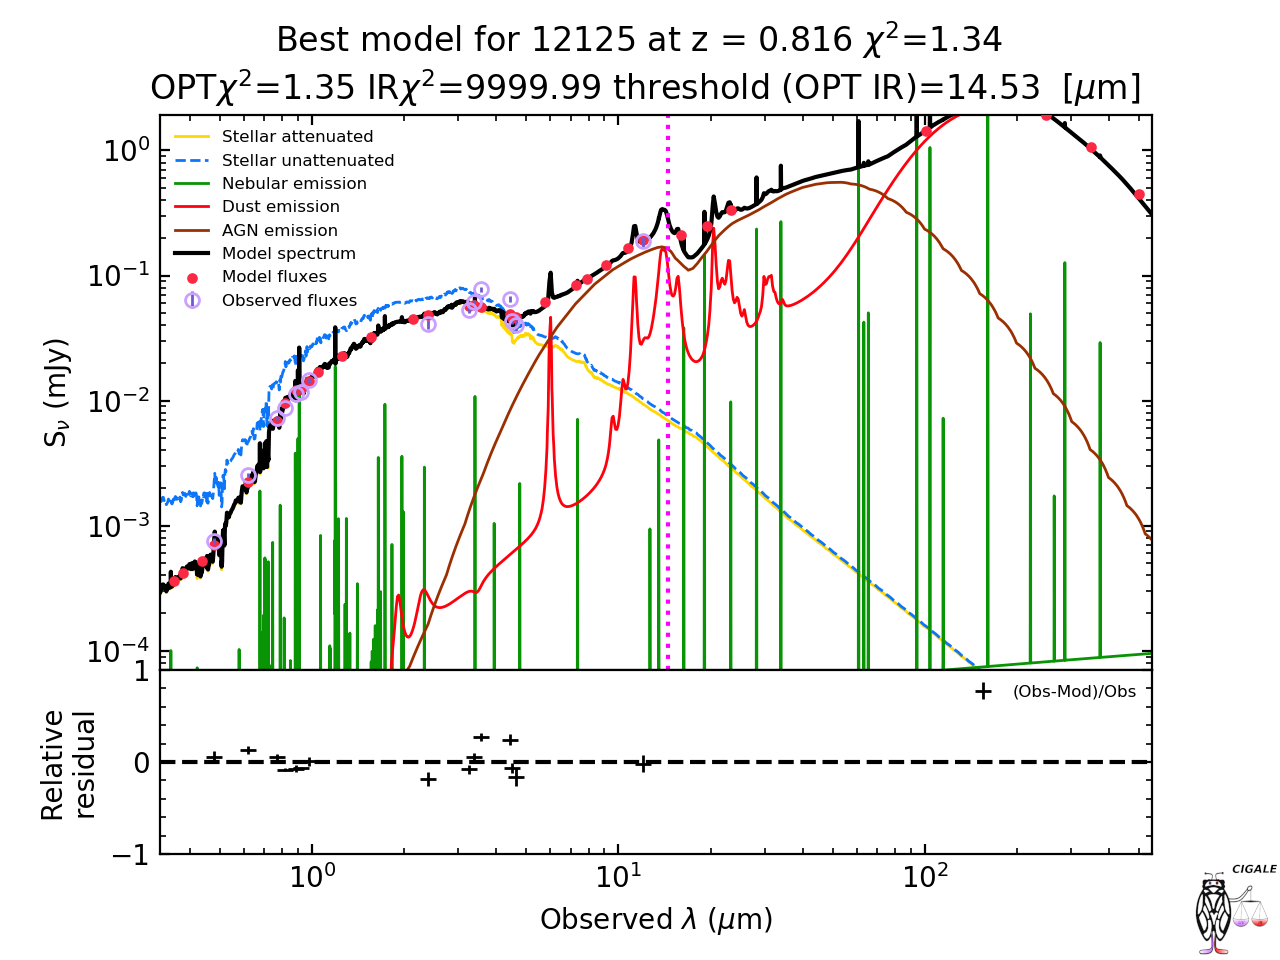 Best model for 12125 at z = 0.816 χ²=1.34
OPTχ²=1.35 IRχ²=9999.99 threshold (OPT IR)=14.53 [μm]
Stellar attenuated
Stellar unattenuated
Nebular emission
Dust emission
AGN emission
Model spectrum
Model fluxes
Observed fluxes
S_ν (mJy)
10⁰
10⁻¹
10⁻²
10⁻³
10⁻⁴
1
0
−1
Relative
residual
(Obs-Mod)/Obs
10⁰ 10¹ 10²
Observed λ (μm)
CIGALE